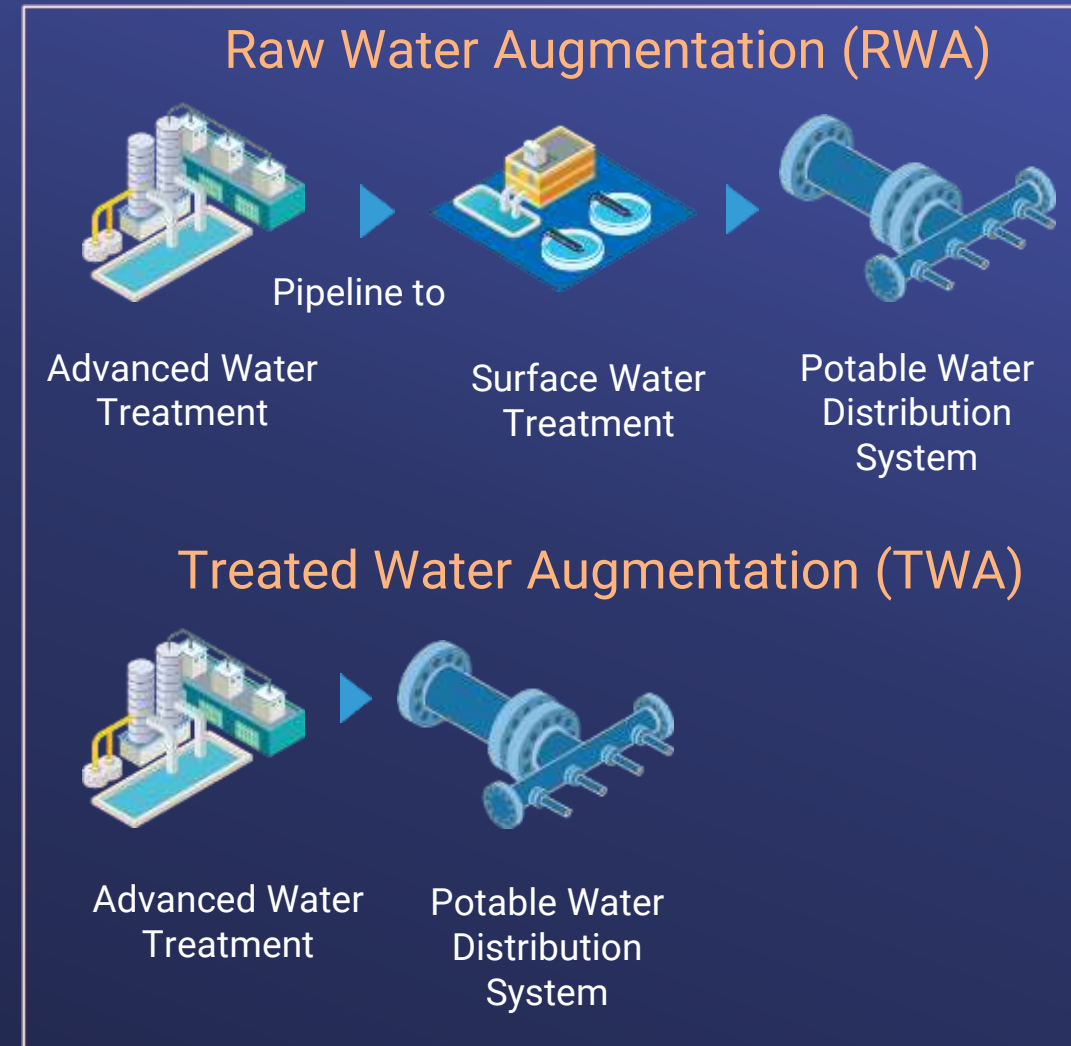 Raw Water Augmentation (RWA)
Pipeline to
Advanced Water
Treatment
Surface Water
Treatment
Potable Water
Distribution
System
Treated Water Augmentation (TWA)
Advanced Water
Treatment
Potable Water
Distribution
System